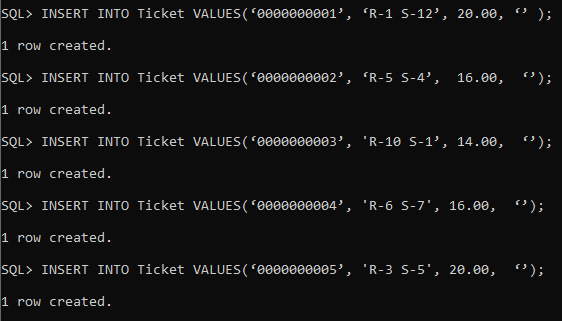 SQL> INSERT INTO Ticket VALUES(‘0000000001’, ‘R-1 S-12’, 20.00, ‘’ );
1 row created.
SQL> INSERT INTO Ticket VALUES(‘0000000002’, ‘R-5 S-4’,  16.00,  ‘’);
1 row created.
SQL> INSERT INTO Ticket VALUES(‘0000000003’, 'R-10 S-1’, 14.00,  ‘’);
1 row created.
SQL> INSERT INTO Ticket VALUES(‘0000000004’, 'R-6 S-7', 16.00,  ‘’);
1 row created.
SQL> INSERT INTO Ticket VALUES(‘0000000005’, 'R-3 S-5', 20.00,  ‘’);
1 row created.